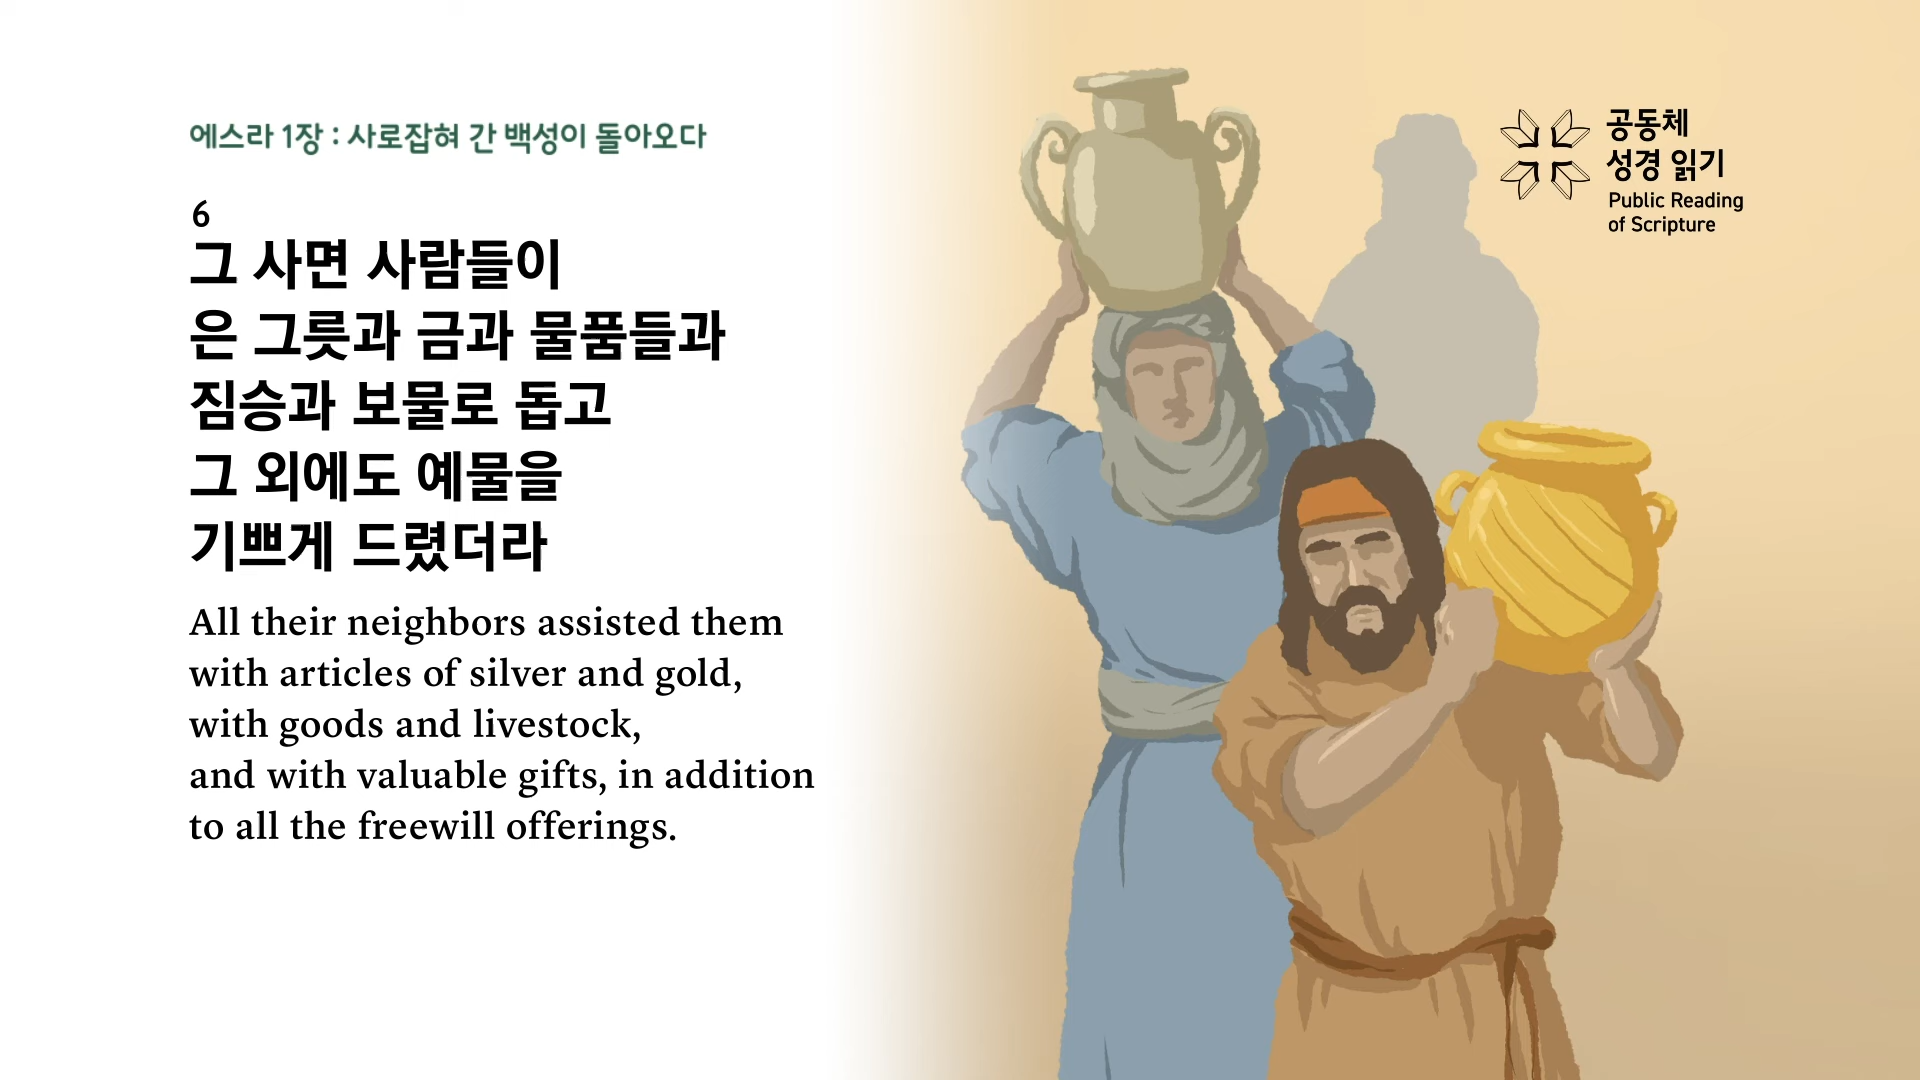 에스라 1장 : 사로잡혀 간 백성이 돌아오다
6
그 사면 사람들이
은 그릇과 금과 물품들과
짐승과 보물로 돕고
그 외에도 예물을
기쁘게 드렸더라
All their neighbors assisted them
with articles of silver and gold,
with goods and livestock,
and with valuable gifts, in addition
to all the freewill offerings.
공동체
성경 읽기
Public Reading
of Scripture